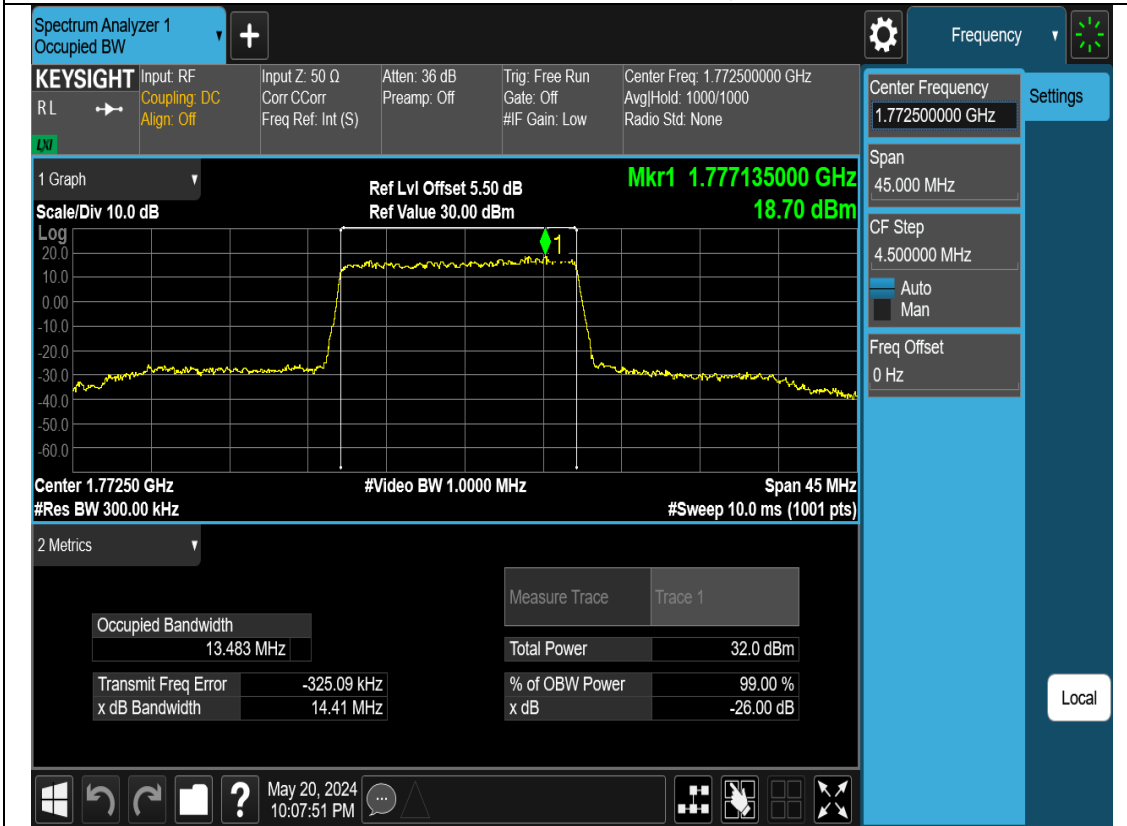 Spectrum Analyzer 1
Occupied BW
+
Frequency
KEYSIGHT
R L
LXI
Input: RF
Coupling: DC
Align: Off
Input Z: 50 Ω
Corr CCorr
Freq Ref: Int (S)
Atten: 36 dB
Preamp: Off
Trig: Free Run
Gate: Off
#IF Gain: Low
Center Freq: 1.772500000 GHz
Avg|Hold: 1000/1000
Radio Std: None
Center Frequency
1.772500000 GHz
Settings
Span
45.000 MHz
CF Step
4.500000 MHz
Auto
Man
Freq Offset
0 Hz
Local
1 Graph
Scale/Div 10.0 dB
Ref Lvl Offset 5.50 dB
Ref Value 30.00 dBm
Mkr1 1.777135000 GHz
18.70 dBm
Log
20.0
10.0
0.00
-10.0
-20.0
-30.0
-40.0
-50.0
-60.0
1
Center 1.77250 GHz
#Video BW 1.0000 MHz
Span 45 MHz
#Res BW 300.00 kHz
#Sweep 10.0 ms (1001 pts)
2 Metrics
Measure Trace
Trace 1
Occupied Bandwidth
13.483 MHz
Total Power
32.0 dBm
Transmit Freq Error
-325.09 kHz
% of OBW Power
99.00 %
x dB Bandwidth
14.41 MHz
x dB
-26.00 dB
?
May 20, 2024
10:07:51 PM